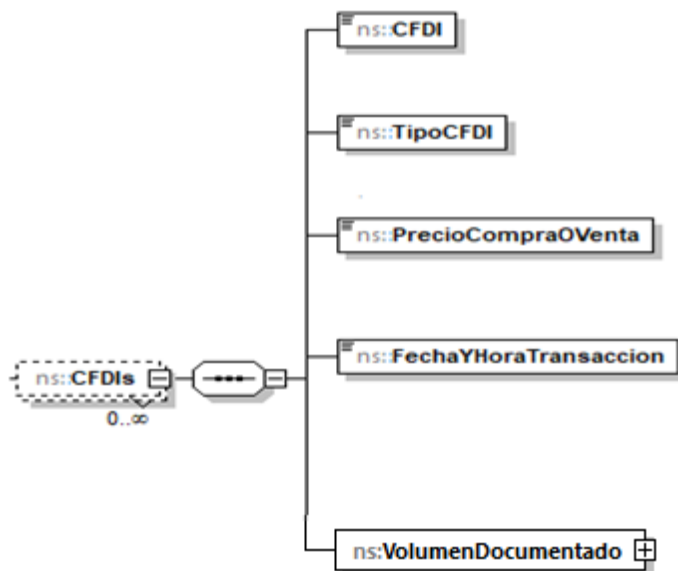 ns::CFDI
ns::TipoCFDI
ns::PrecioCompraOVenta
ns::FechaYHoraTransaccion
ns::CFDIs
0..∞
ns:VolumenDocumentado